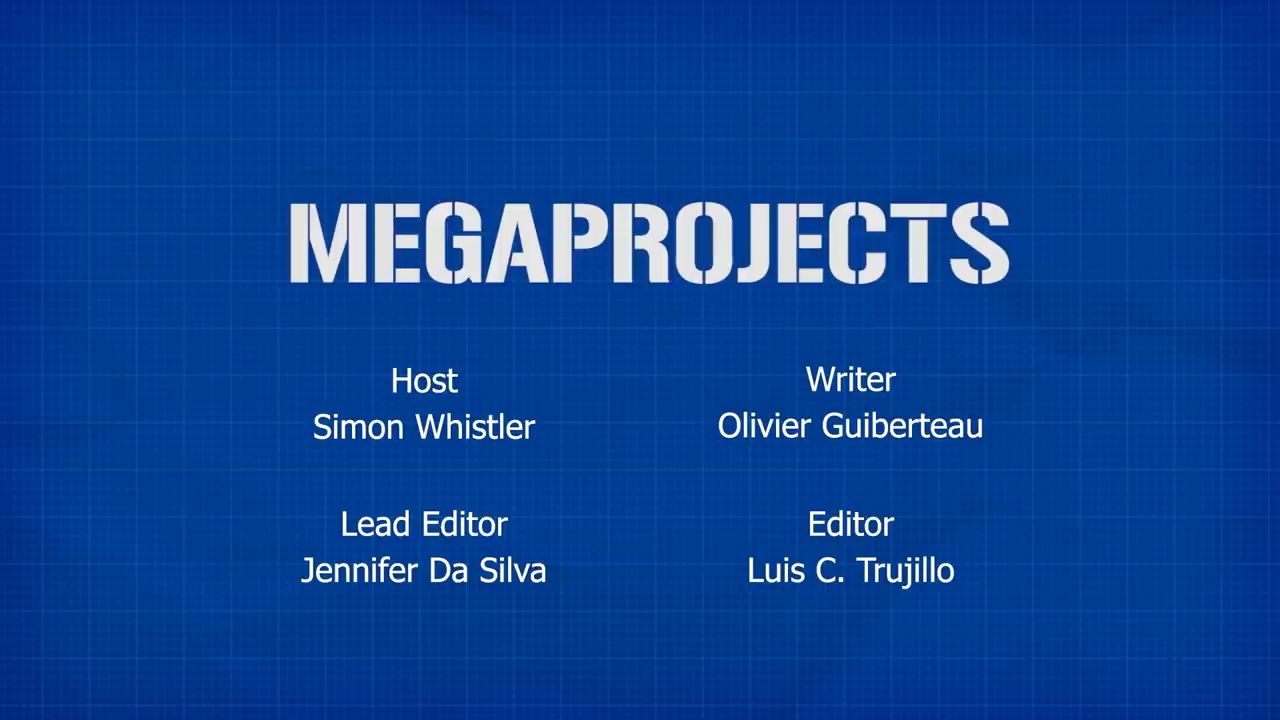 MEGAPROJECTS
Host
Simon Whistler
Writer
Olivier Guiberteau
Lead Editor
Jennifer Da Silva
Editor
Luis C. Trujillo